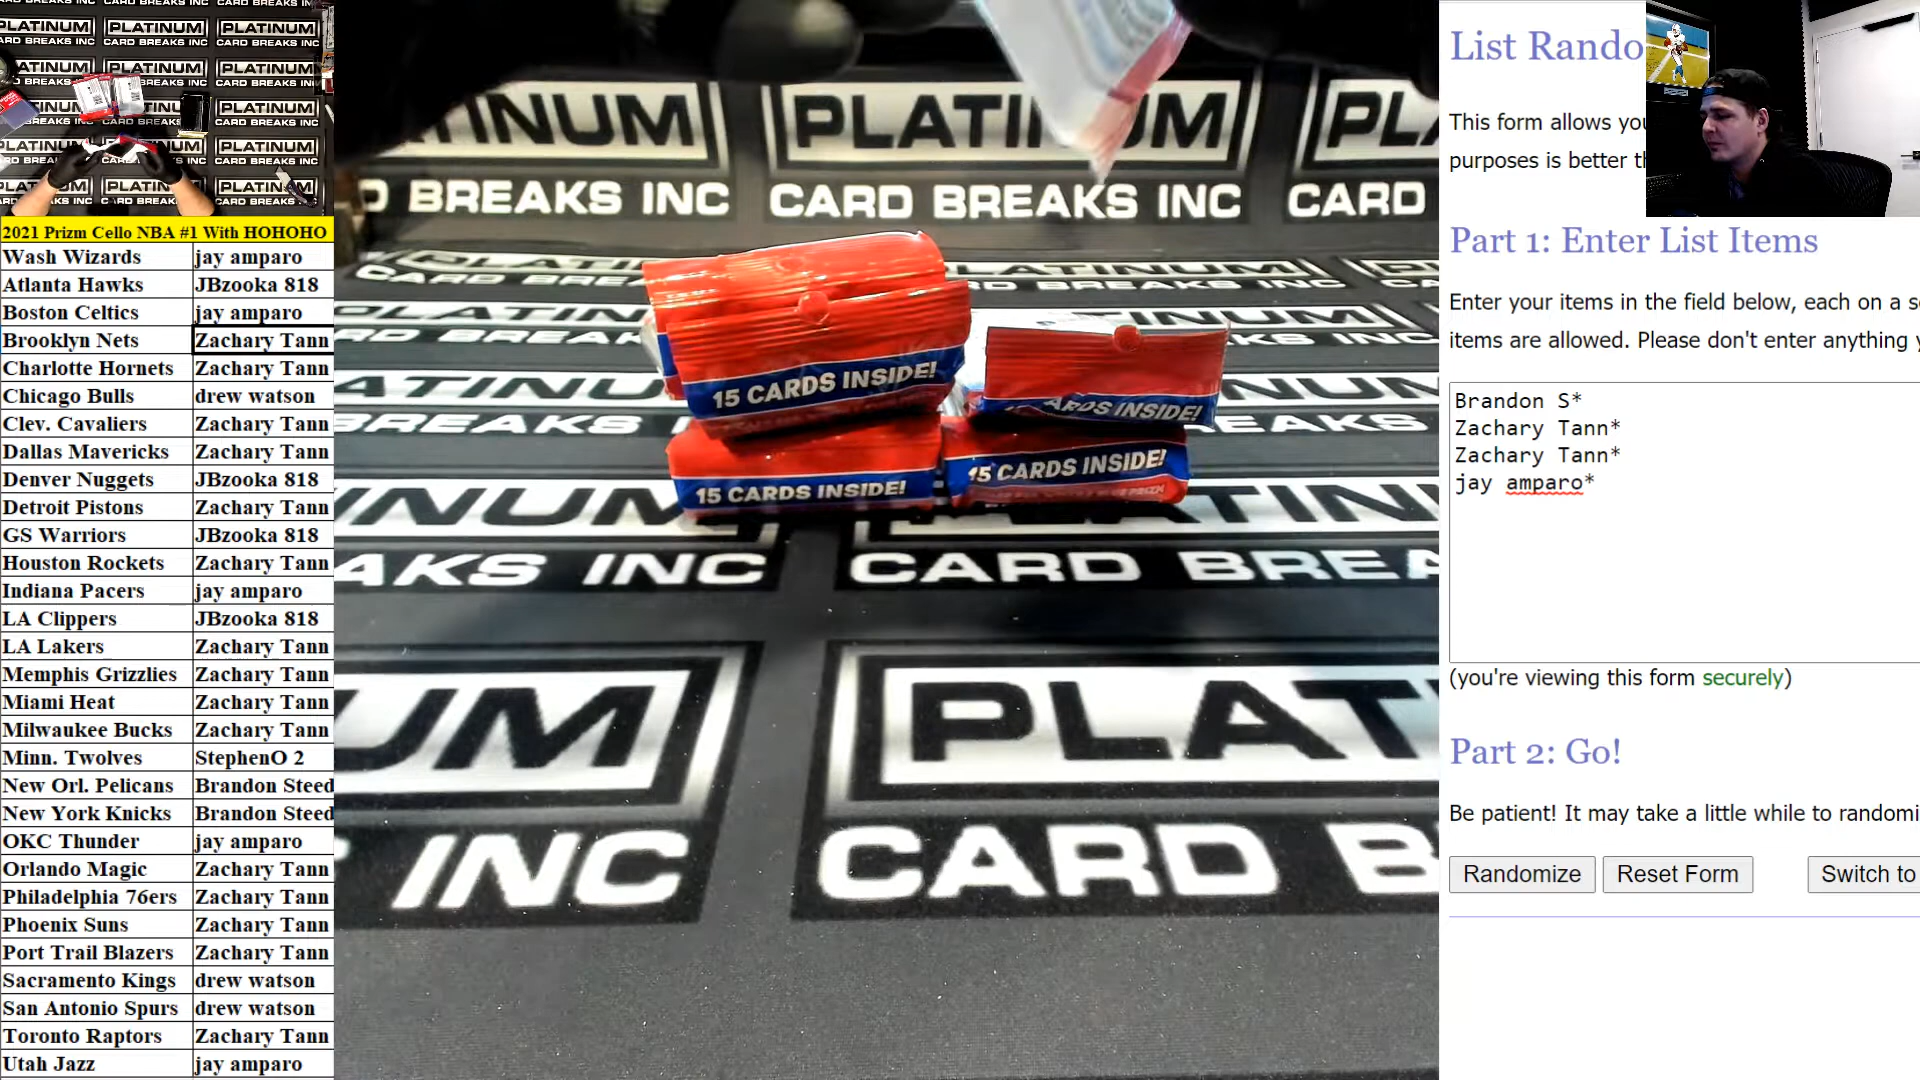 2021 Prizm Cello NBA #1 With HOHOHO
Wash Wizards jay amparo
Atlanta Hawks JBzooka 818
Boston Celtics jay amparo
Brooklyn Nets Zachary Tann
Charlotte Hornets Zachary Tann
Chicago Bulls drew watson
Clev. Cavaliers Zachary Tann
Dallas Mavericks Zachary Tann
Denver Nuggets JBzooka 818
Detroit Pistons Zachary Tann
GS Warriors JBzooka 818
Houston Rockets Zachary Tann
Indiana Pacers jay amparo
LA Clippers JBzooka 818
LA Lakers Zachary Tann
Memphis Grizzlies Zachary Tann
Miami Heat Zachary Tann
Milwaukee Bucks Zachary Tann
Minn. Twolves StephenO 2
New Orl. Pelicans Brandon Steed
New York Knicks Brandon Steed
OKC Thunder jay amparo
Orlando Magic Zachary Tann
Philadelphia 76ers Zachary Tann
Phoenix Suns Zachary Tann
Port Trail Blazers Zachary Tann
Sacramento Kings drew watson
San Antonio Spurs drew watson
Toronto Raptors Zachary Tann
Utah Jazz jay amparo
PLATINUM
CARD BREAKS INC
15 CARDS INSIDE!
15 CARDS INSIDE!
15 CARDS INSIDE!
CARDS INSIDE!
List Rando
This form allows you
purposes is better th
Part 1: Enter List Items
Enter your items in the field below, each on a s
items are allowed. Please don't enter anything y
Brandon S*
Zachary Tann*
Zachary Tann*
jay amparo*
(you're viewing this form securely)
Part 2: Go!
Be patient! It may take a little while to randomi
Randomize Reset Form Switch to